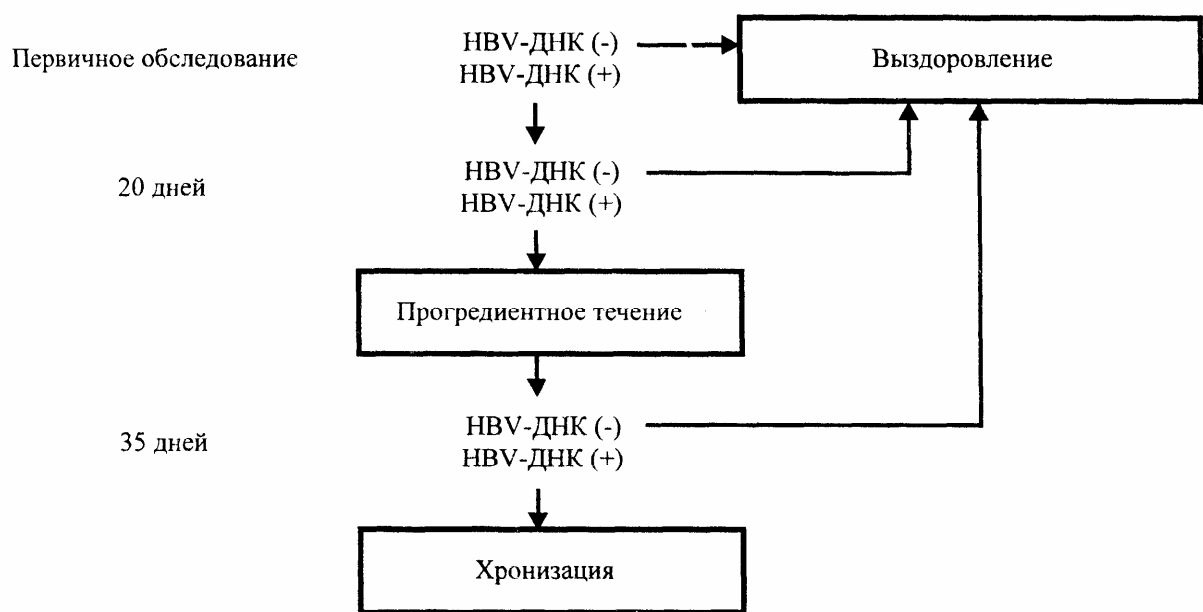 Первичное обследование
HBV-ДНК (-)
HBV-ДНК (+)
Выздоровление
20 дней
HBV-ДНК (-)
HBV-ДНК (+)
Прогредиентное течение
35 дней
HBV-ДНК (-)
HBV-ДНК (+)
Хронизация